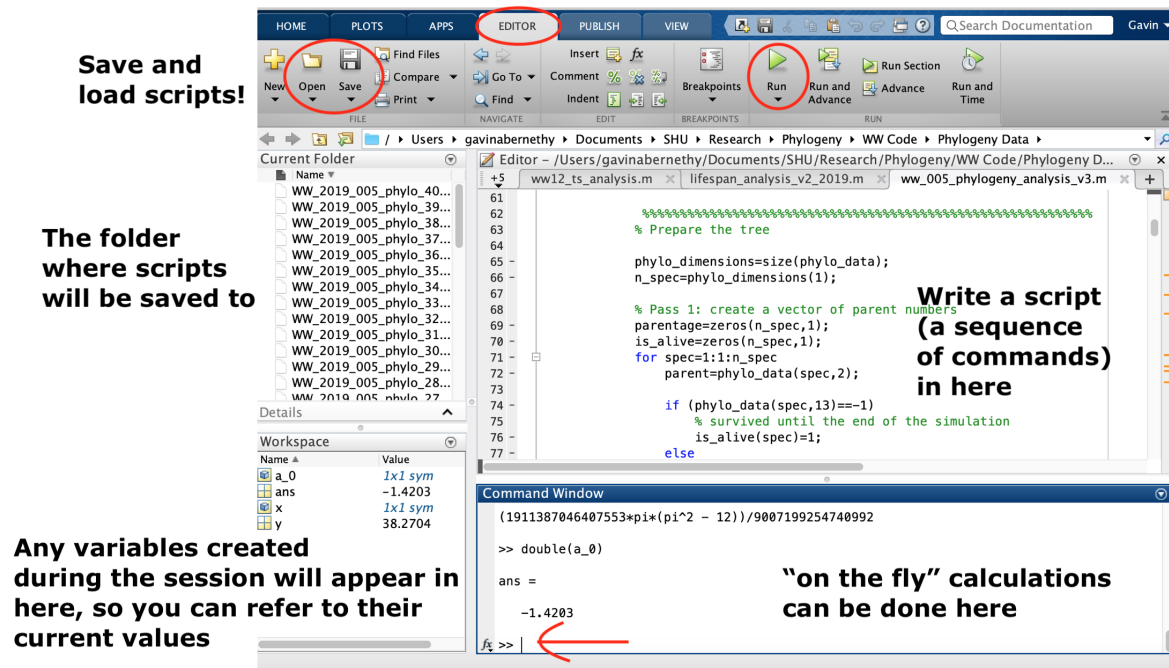 HOME PLOTS APPS EDITOR PUBLISH VIEW Search Documentation Gavin
Save and
load scripts!
New Open Save Find Files Compare Print
FILE
Go To Find
NAVIGATE
Insert fx
Comment
Indent
EDIT
Breakpoints
BREAKPOINTS
Run Run and Advance Run Section Advance Run and Time
RUN
/ Users gavinabernethy Documents SHU Research Phylogeny WW Code Phylogeny Data
Current Folder
Name
WW_2019_005_phylo_40...
WW_2019_005_phylo_39...
WW_2019_005_phylo_38...
WW_2019_005_phylo_37...
WW_2019_005_phylo_36...
WW_2019_005_phylo_35...
WW_2019_005_phylo_34...
WW_2019_005_phylo_33...
WW_2019_005_phylo_32...
WW_2019_005_phylo_31...
WW_2019_005_phylo_30...
WW_2019_005_phylo_29...
WW_2019_005_phylo_28...
WW_2019_005_phylo_27...
The folder
where scripts
will be saved to
Details
Editor – /Users/gavinabernethy/Documents/SHU/Research/Phylogeny/WW Code/Phylogeny D...
+5 ww12_ts_analysis.m lifespan_analysis_v2_2019.m ww_005_phylogeny_analysis_v3.m +
61
62 %%%%%%%%%%%%%%%%%%%%%%%%%%%%%%%%%%%%%%%%%%%%%%%%%%%%%%%%%%%%
63 % Prepare the tree
64
65 - phylo_dimensions=size(phylo_data);
66 - n_spec=phylo_dimensions(1);
67
68 % Pass 1: create a vector of parent numbers
69 - parentage=zeros(n_spec,1);
70 - is_alive=zeros(n_spec,1);
71 - for spec=1:1:n_spec
72 - parent=phylo_data(spec,2);
73
74 - if (phylo_data(spec,13)==-1)
75 % survived until the end of the simulation
76 - is_alive(spec)=1;
77 - else
Write a script
(a sequence
of commands)
in here
Workspace
Name Value
a_0 1x1 sym
ans -1.4203
x 1x1 sym
y 38.2704
Any variables created
during the session will appear in
here, so you can refer to their
current values
Command Window
(1911387046407553*pi*(pi^2 - 12))/9007199254740992
>> double(a_0)
ans =
-1.4203
fx >>
“on the fly” calculations
can be done here